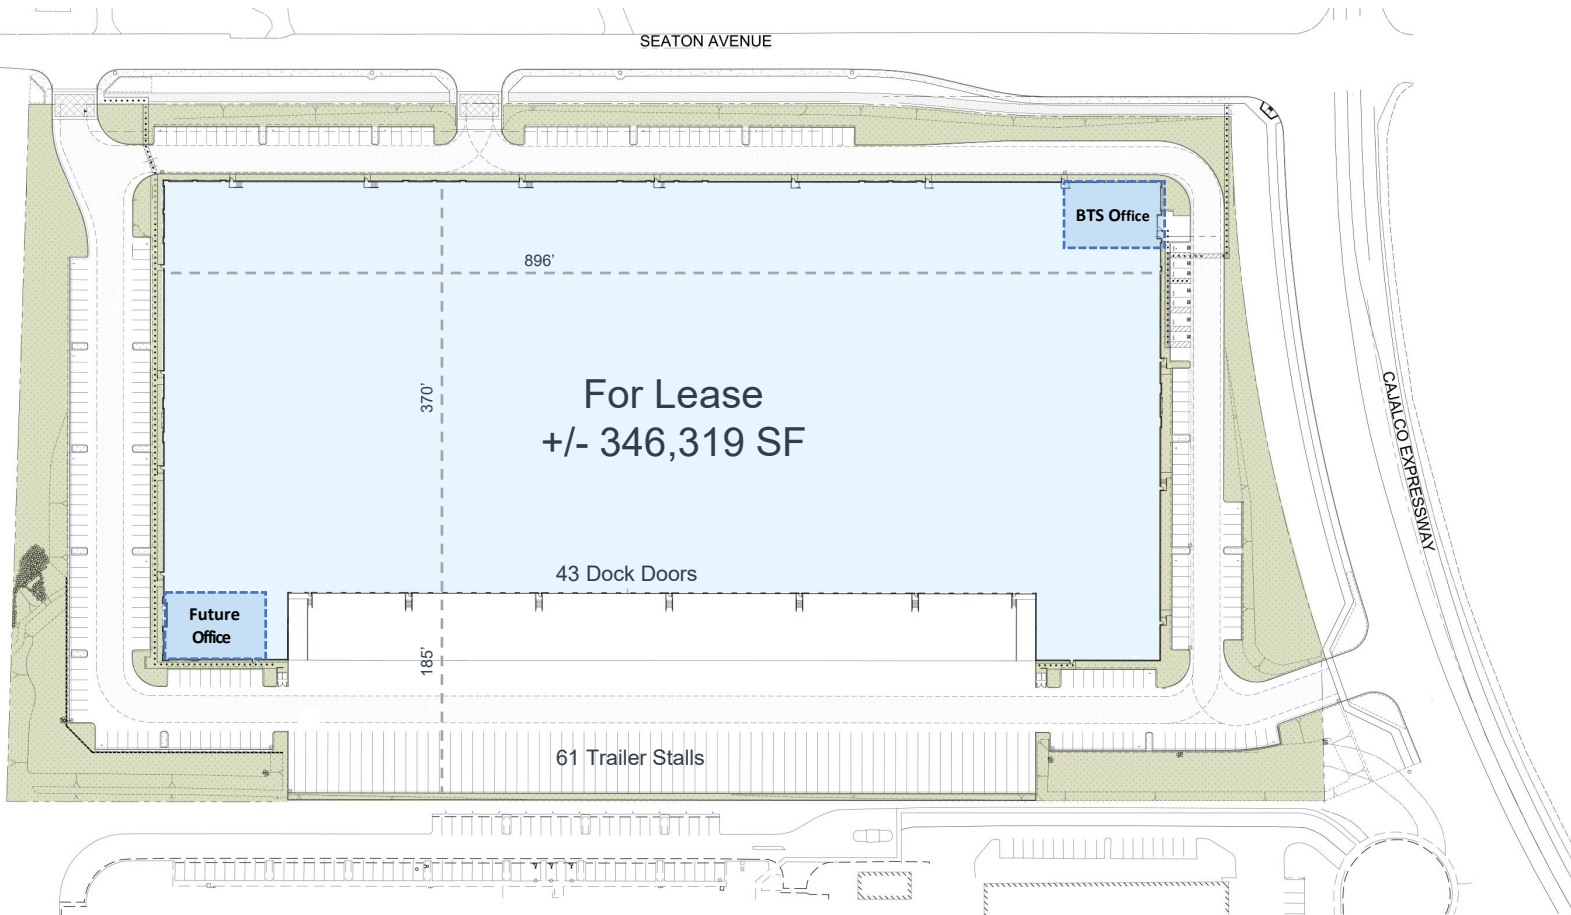 SEATON AVENUE
BTS Office
896'
370'
For Lease
+/- 346,319 SF
CAJALCO EXPRESSWAY
43 Dock Doors
Future
Office
185'
61 Trailer Stalls